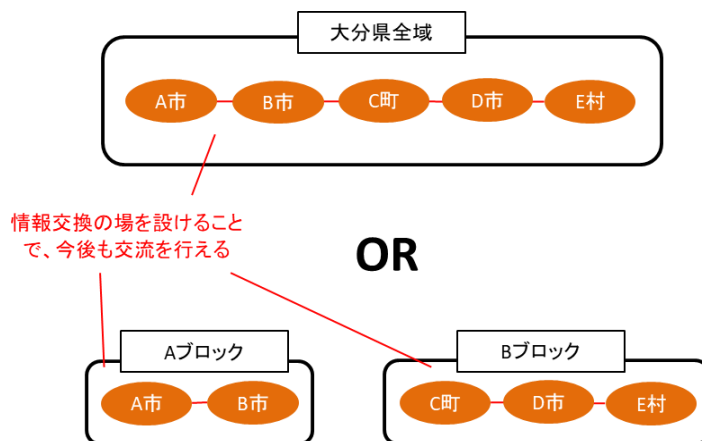 大分県全域
A市
B市
C町
D市
E村
情報交換の場を設けること
で、今後も交流を行える
OR
Aブロック
Bブロック
A市
B市
C町
D市
E村